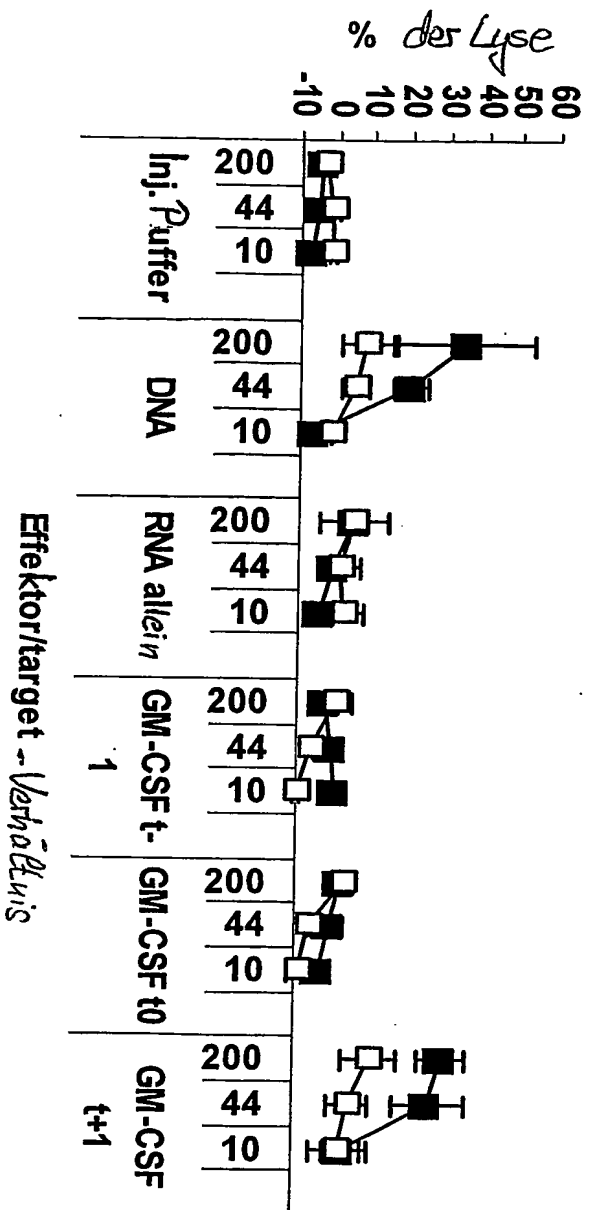 % der Lyse
60
50
40
30
20
10
0
-10
200 44 10
Inj. Puffer
200 44 10
DNA
200 44 10
RNA allein
200 44 10
GM-CSF t-
1
200 44 10
GM-CSF t0
200 44 10
GM-CSF
t+1
Effektor/target-Verhältnis